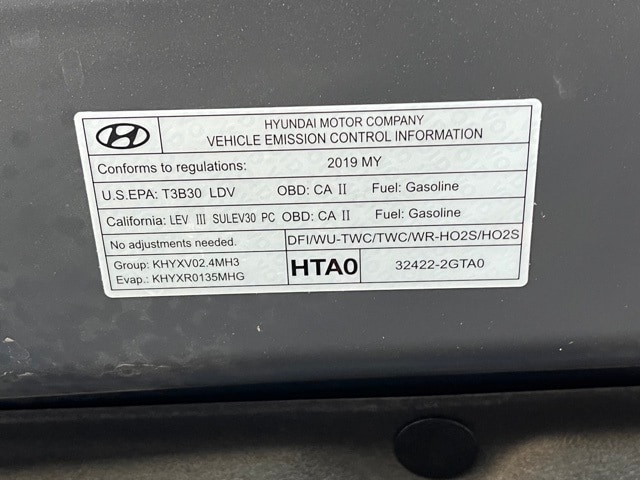 HYUNDAI MOTOR COMPANY
VEHICLE EMISSION CONTROL INFORMATION
Conforms to regulations: 2019 MY
U.S.EPA: T3B30 LDV OBD: CA II Fuel: Gasoline
California: LEV III SULEV30 PC OBD: CA II Fuel: Gasoline
No adjustments needed. DFI/WU-TWC/TWC/WR-HO2S/HO2S
Group: KHYXV02.4MH3
Evap.: KHYXR0135MHG
HTA0 32422-2GTA0